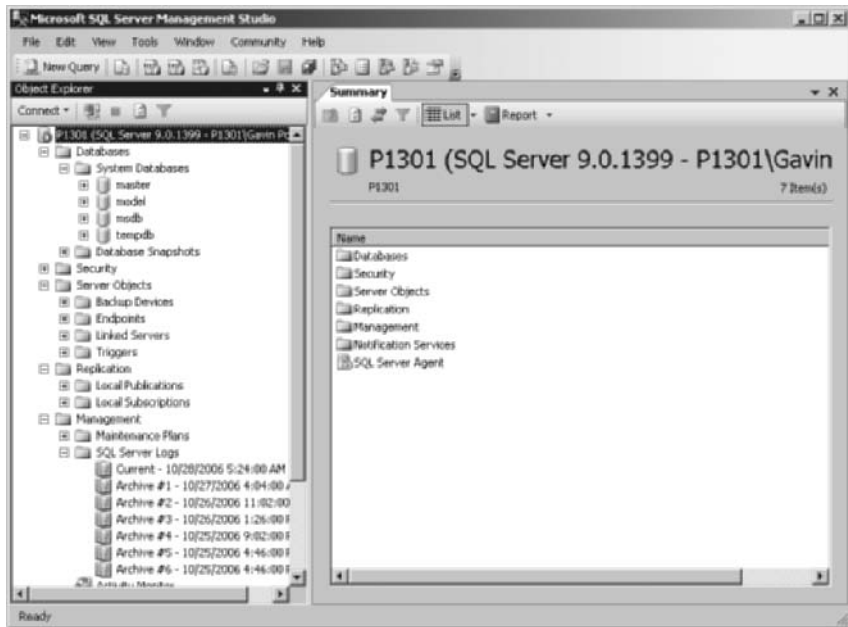 Microsoft SQL Server Management Studio
File Edit View Tools Window Community Help
New Query
Object Explorer
Connect
P1301 (SQL Server 9.0.1399 - P1301\Gavin
Databases
System Databases
master
model
msdb
tempdb
Database Snapshots
Security
Server Objects
Backup Devices
Endpoints
Linked Servers
Triggers
Replication
Local Publications
Local Subscriptions
Management
Maintenance Plans
SQL Server Logs
Current - 10/28/2006 5:24:00 AM
Archive #1 - 10/27/2006 4:04:00
Archive #2 - 10/26/2006 11:02:00
Archive #3 - 10/26/2006 1:26:00
Archive #4 - 10/25/2006 9:02:00
Archive #5 - 10/25/2006 4:46:00
Archive #6 - 10/25/2006 4:46:00
Activity Monitor
Summary
List Report
P1301 (SQL Server 9.0.1399 - P1301\Gavin
P1301 7 Item(s)
Name
Databases
Security
Server Objects
Replication
Management
Notification Services
SQL Server Agent
Ready